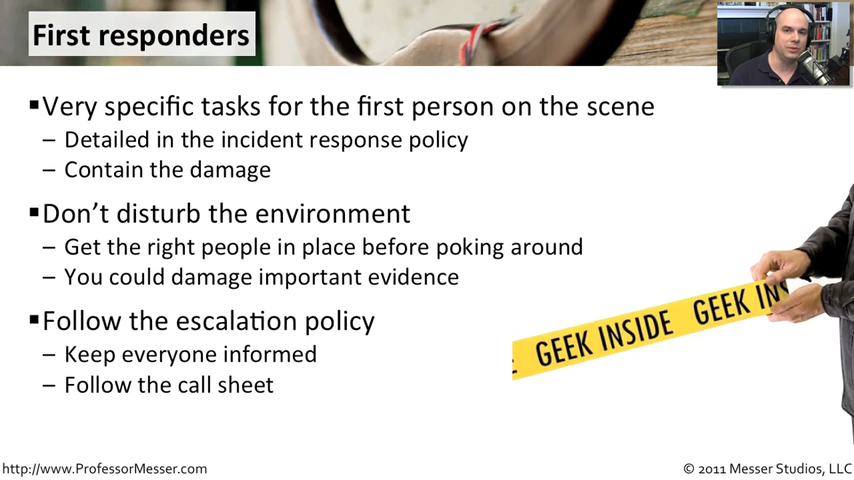 First responders
▪Very specific tasks for the first person on the scene
– Detailed in the incident response policy
– Contain the damage
▪Don't disturb the environment
– Get the right people in place before poking around
– You could damage important evidence
▪Follow the escalation policy
– Keep everyone informed
– Follow the call sheet
GEEK INSIDE GEEK INS
http://www.ProfessorMesser.com
© 2011 Messer Studios, LLC